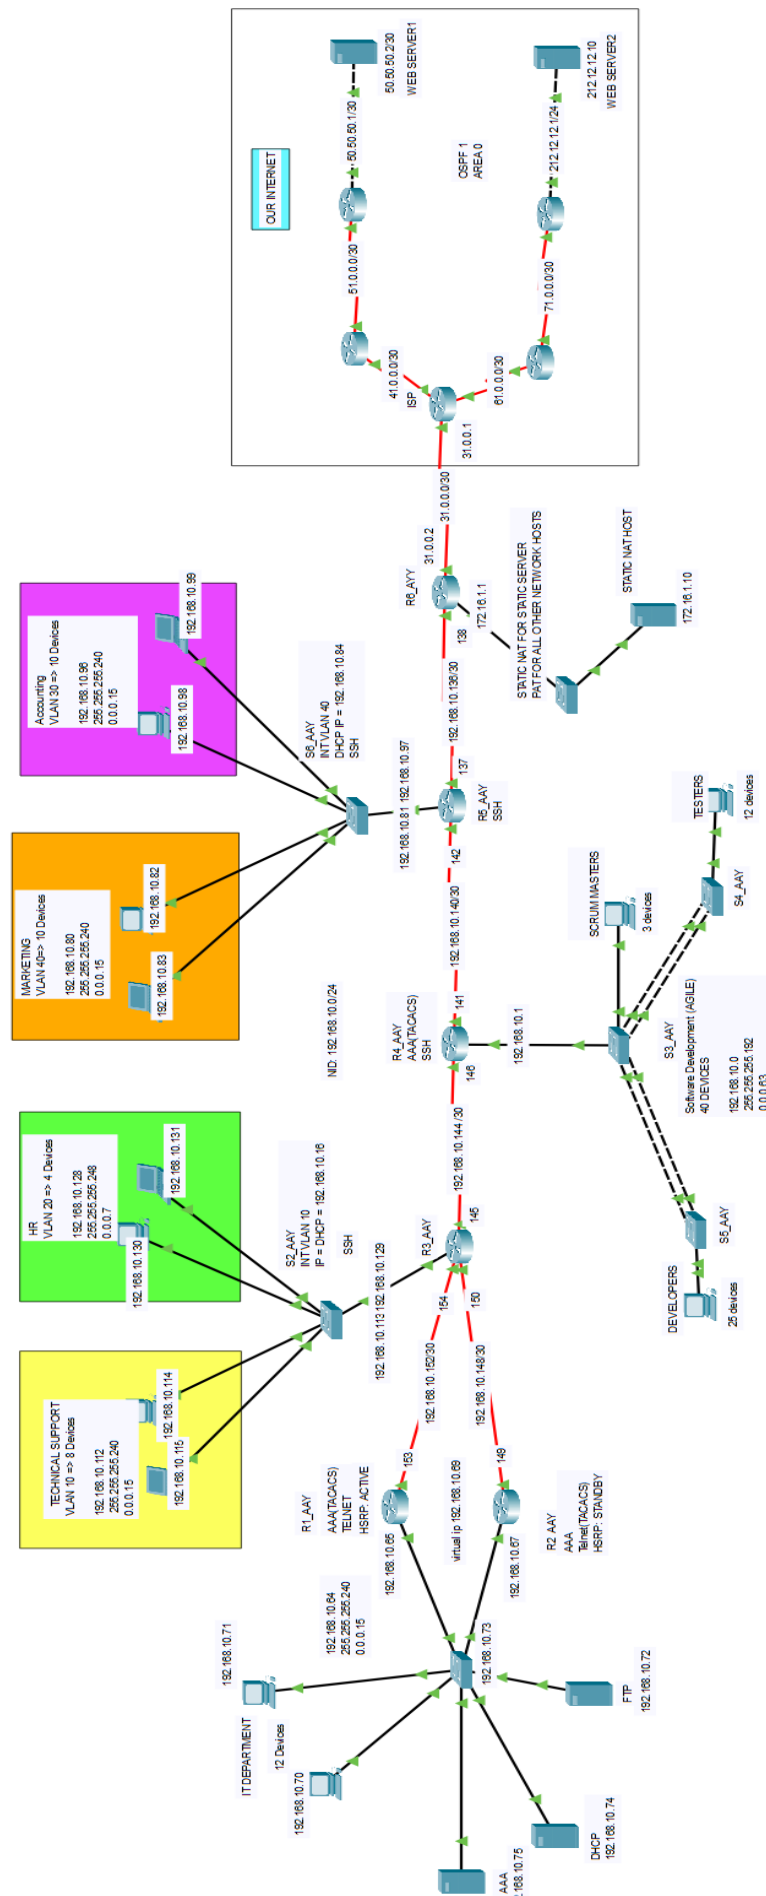 TECHNICAL SUPPORT
VLAN 10 => 8 Devices
192.168.10.112
255.255.255.240
0.0.0.15
192.168.10.114
192.168.10.115
HR
VLAN 20 => 4 Devices
192.168.10.128
255.255.255.248
0.0.0.7
192.168.10.130
192.168.10.131
MARKETING
VLAN 40=> 10 Devices
192.168.10.80
255.255.255.240
0.0.0.15
192.168.10.83
192.168.10.82
Accounting
VLAN 30 => 10 Devices
192.168.10.96
255.255.255.240
0.0.0.15
192.168.10.98
192.168.10.99
S2_AAY
INT VLAN 10
IP = DHCP = 192.168.10.16
SSH
192.168.10.113
192.168.10.129
S6_AAY
INT VLAN 40
DHCP IP = 192.168.10.84
SSH
192.168.10.81
192.168.10.97
NID: 192.168.10.0/24
IT DEPARTMENT
12 Devices
192.168.10.71
192.168.10.70
192.168.10.64
255.255.255.240
0.0.0.15
R1_AAY
AAA(TACACS)
TELNET
HSRP: ACTIVE
192.168.10.65
153
virtual ip 192.168.10.69
192.168.10.67
149
R2 AAY
AAA
Telnet(TACACS)
HSRP: STANDBY
192.168.10.73
AAA
2.168.10.75
DHCP
192.168.10.74
FTP
192.168.10.72
192.168.10.152/30
192.168.10.148/30
154
150
R3_AAY
145
192.168.10.144 /30
146
R4_AAY
AAA(TACACS)
SSH
141
192.168.10.140/30
142
R5_AAY
SSH
137
192.168.10.136/30
138
R6_AYY
172.16.1.1
31.0.0.2
31.0.0.0/30
31.0.0.1
STATIC NAT FOR STATIC SERVER
PAT FOR ALL OTHER NETWORK HOSTS
STATIC NAT HOST
172.16.1.10
192.168.10.1
S3_AAY
Software Development (AGILE)
40 DEVICES
192.168.10.0
255.255.255.192
0.0.0.63
SCRUM MASTERS
3 devices
TESTERS
12 devices
S4_AAY
S5_AAY
DEVELOPERS
25 devices
OUR INTERNET
ISP
41.0.0.0/30
51.0.0.0/30
50.50.50.1/30
50.50.50.2/30
WEB SERVER1
OSPF 1
AREA 0
61.0.0.0/30
71.0.0.0/30
212.12.12.1/24
212.12.12.10
WEB SERVER2